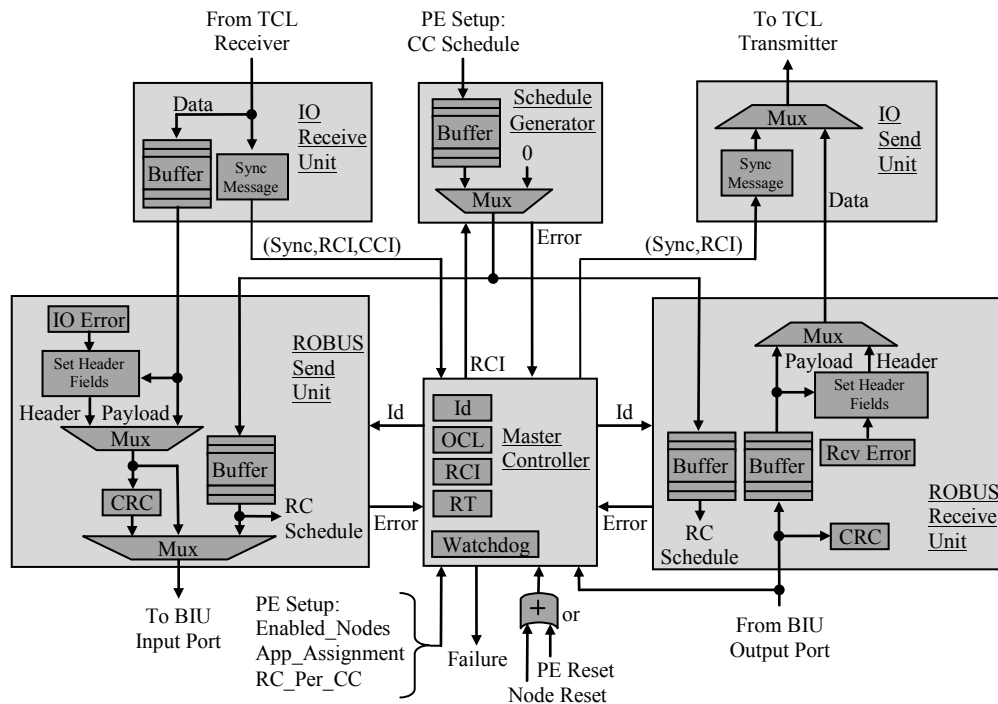 From TCL
Receiver
PE Setup:
CC Schedule
To TCL
Transmitter
Data
IO
Receive
Unit
Buffer
Sync
Message
Schedule
Generator
Buffer
0
Mux
Mux
IO
Send
Unit
Sync
Message
Data
(Sync,RCI,CCI)
Error
(Sync,RCI)
IO Error
Set Header
Fields
ROBUS
Send
Unit
Header
Payload
Mux
Buffer
CRC
RC
Schedule
Mux
RCI
Id
Error
Id
OCL
RCI
RT
Master
Controller
Watchdog
Id
Error
Mux
Payload
Header
Set Header
Fields
Buffer
Buffer
Rcv Error
RC
Schedule
CRC
ROBUS
Receive
Unit
To BIU
Input Port
PE Setup:
Enabled_Nodes
App_Assignment
RC_Per_CC
Failure
+
or
PE Reset
Node Reset
From BIU
Output Port